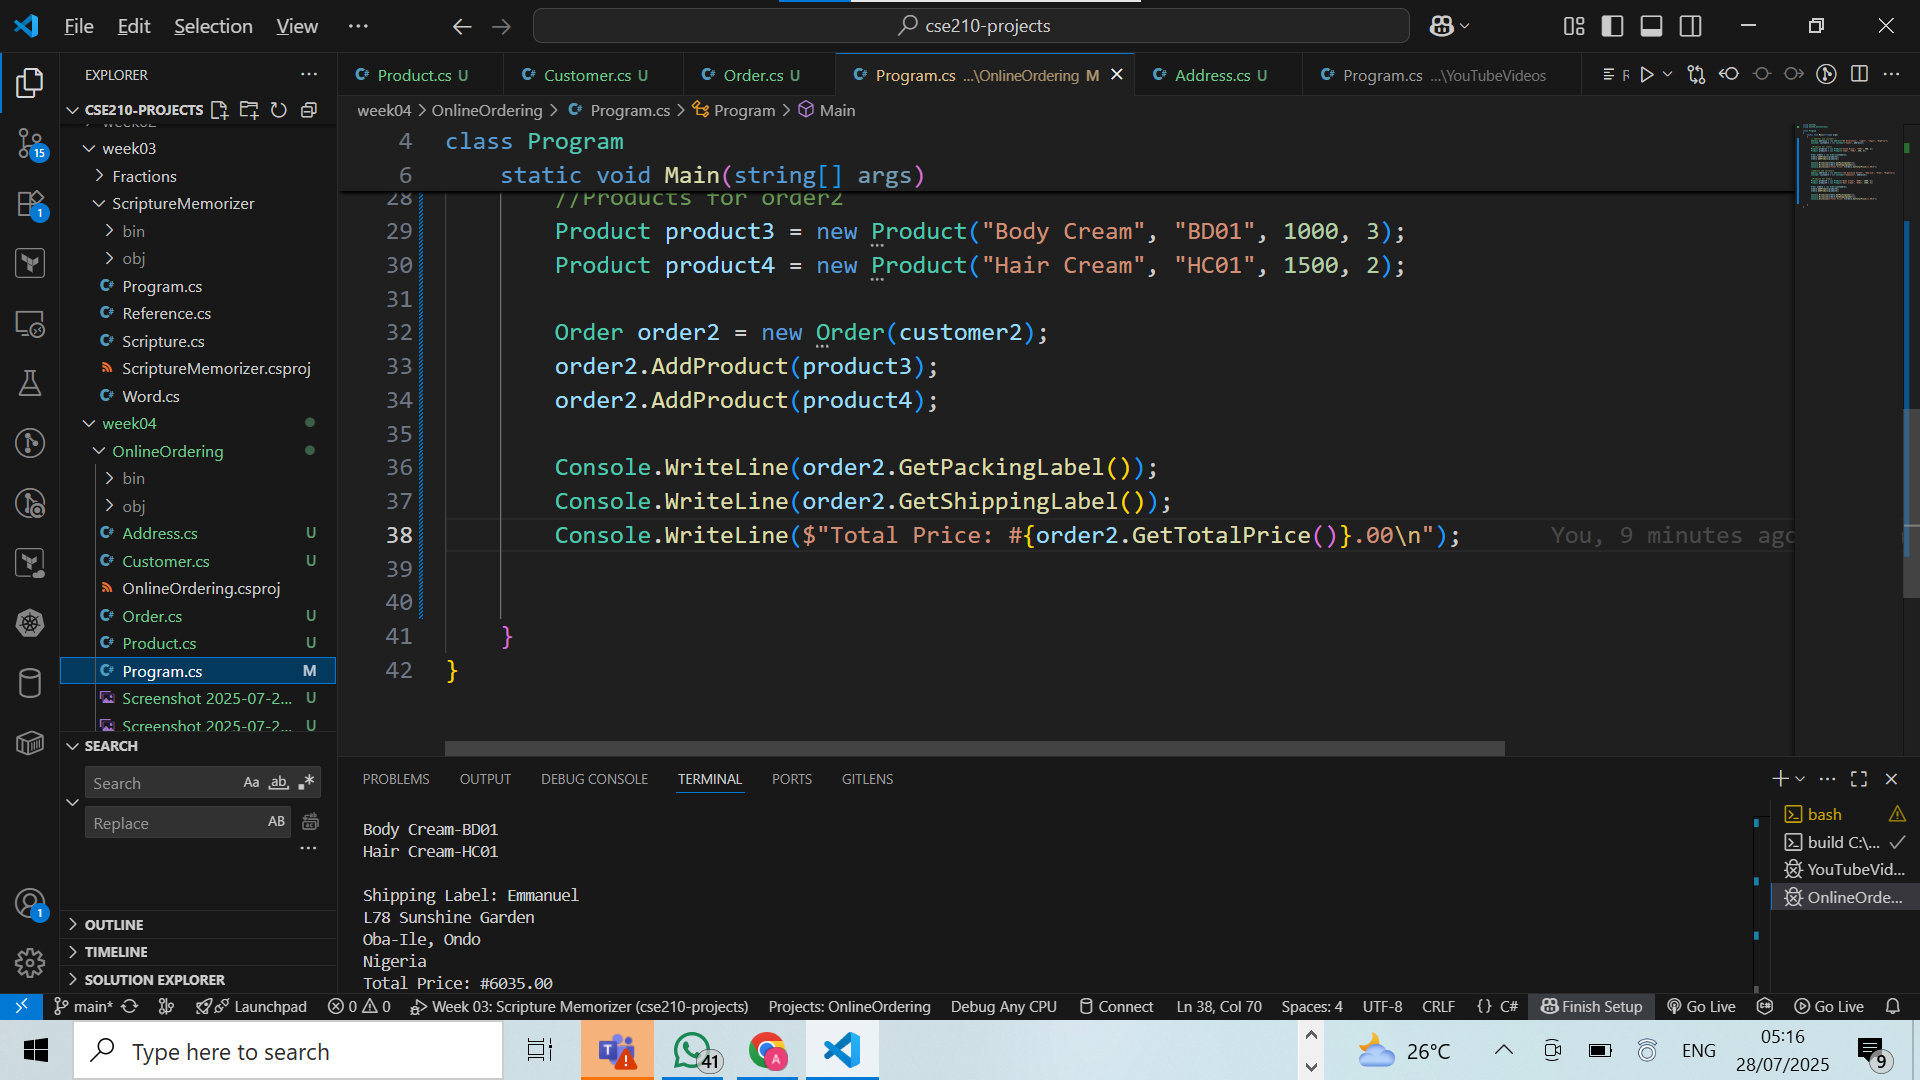 File Edit Selection View
cse210-projects
EXPLORER
Product.cs U
Customer.cs U
Order.cs U
Program.cs ...\OnlineOrdering M
Address.cs U
Program.cs ...\YouTubeVideos
CSE210-PROJECTS
week04 > OnlineOrdering > Program.cs > Program > Main
week03
Fractions
ScriptureMemorizer
bin
obj
Program.cs
Reference.cs
Scripture.cs
ScriptureMemorizer.csproj
Word.cs
week04
OnlineOrdering
bin
obj
Address.cs U
Customer.cs U
OnlineOrdering.csproj
Order.cs U
Product.cs U
Program.cs M
Screenshot 2025-07-2... U
Screenshot 2025-07-2... U
15
1
1
4 class Program
6 static void Main(string[] args)
28 //Products for order2
29 Product product3 = new Product("Body Cream", "BD01", 1000, 3);
30 Product product4 = new Product("Hair Cream", "HC01", 1500, 2);
31
32 Order order2 = new Order(customer2);
33 order2.AddProduct(product3);
34 order2.AddProduct(product4);
35
36 Console.WriteLine(order2.GetPackingLabel());
37 Console.WriteLine(order2.GetShippingLabel());
38 Console.WriteLine($"Total Price: #{order2.GetTotalPrice()}.00\n"); You, 9 minutes ago
39
40
41 }
42 }
SEARCH
Search Aa ab
Replace AB
OUTLINE
TIMELINE
SOLUTION EXPLORER
PROBLEMS OUTPUT DEBUG CONSOLE TERMINAL PORTS GITLENS
Body Cream-BD01
Hair Cream-HC01
Shipping Label: Emmanuel
L78 Sunshine Garden
Oba-Ile, Ondo
Nigeria
Total Price: #6035.00
bash
build C:\...
YouTubeVid...
OnlineOrde...
main* Launchpad 0 0 Week 03: Scripture Memorizer (cse210-projects) Projects: OnlineOrdering Debug Any CPU Connect Ln 38, Col 70 Spaces: 4 UTF-8 CRLF {} C# Finish Setup Go Live Go Live
Type here to search
41
26°C
ENG
05:16
28/07/2025
9